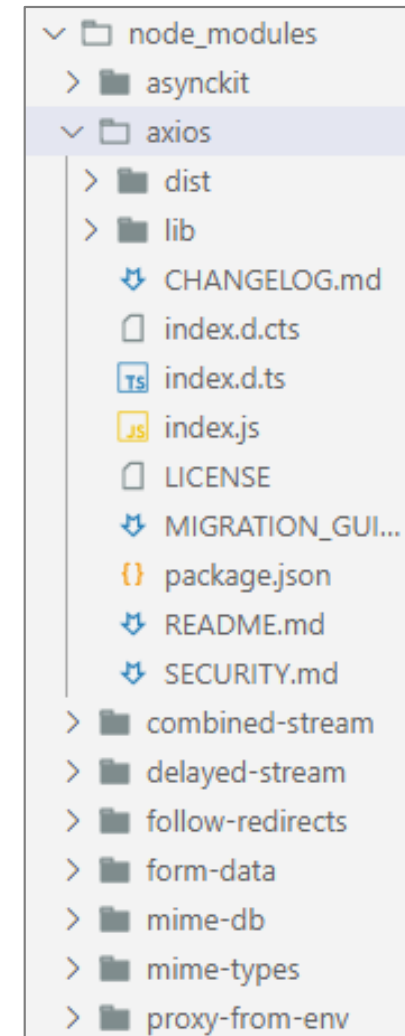 node_modules
asynckit
axios
dist
lib
CHANGELOG.md
index.d.cts
TS index.d.ts
JS index.js
LICENSE
MIGRATION_GUI...
{} package.json
README.md
SECURITY.md
combined-stream
delayed-stream
follow-redirects
form-data
mime-db
mime-types
proxy-from-env